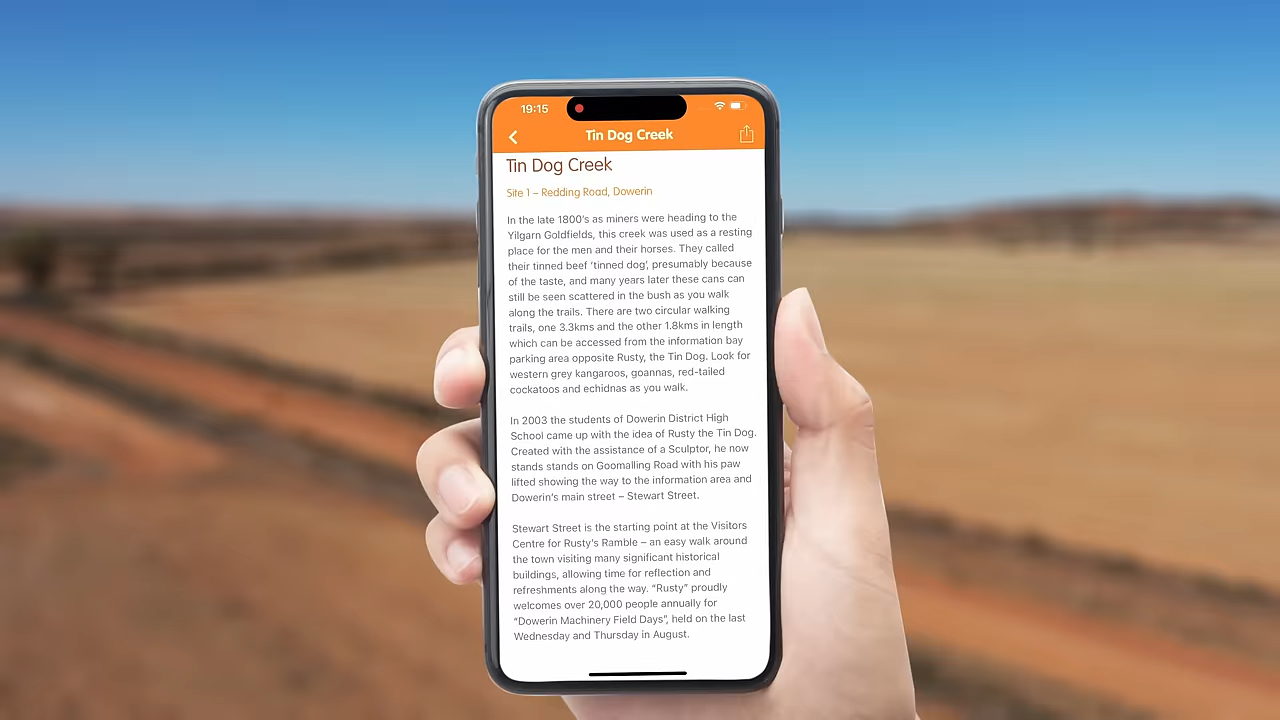 19:15
Tin Dog Creek
Tin Dog Creek
Site 1 – Redding Road, Dowerin
In the late 1800's as miners were heading to the
Yilgarn Goldfields, this creek was used as a resting
place for the men and their horses. They called
their tinned beef 'tinned dog', presumably because
of the taste, and many years later these cans can
still be seen scattered in the bush as you walk
along the trails. There are two circular walking
trails, one 3.3kms and the other 1.8kms in length
which can be accessed from the information bay
parking area opposite Rusty, the Tin Dog. Look for
western grey kangaroos, goannas, red-tailed
cockatoos and echidnas as you walk.
In 2003 the students of Dowerin District High
School came up with the idea of Rusty the Tin Dog.
Created with the assistance of a Sculptor, he now
stands stands on Goomalling Road with his paw
lifted showing the way to the information area and
Dowerin's main street – Stewart Street.
Stewart Street is the starting point at the Visitors
Centre for Rusty's Ramble – an easy walk around
the town visiting many significant historical
buildings, allowing time for reflection and
refreshments along the way. “Rusty” proudly
welcomes over 20,000 people annually for
“Dowerin Machinery Field Days”, held on the last
Wednesday and Thursday in August.